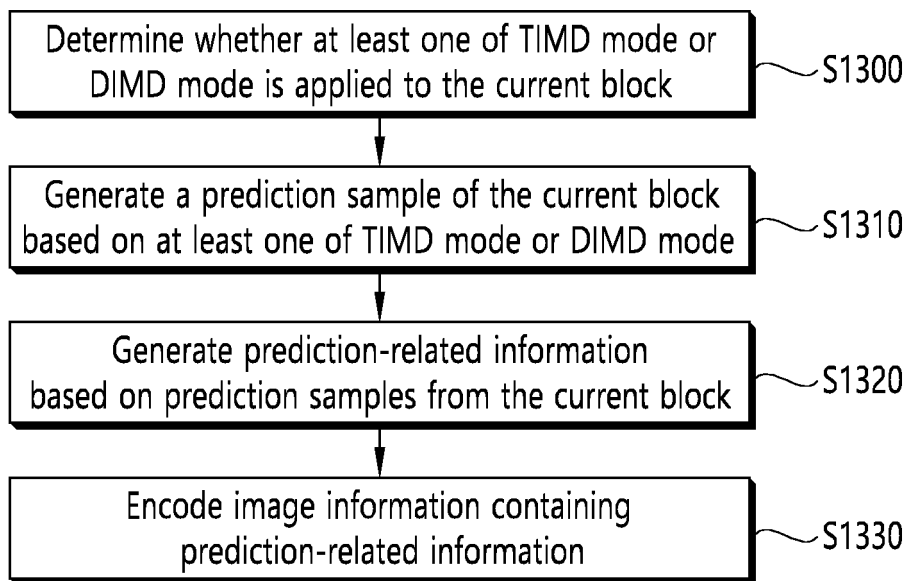 Determine whether at least one of TIMD mode or
DIMD mode is applied to the current block
S1300
Generate a prediction sample of the current block
based on at least one of TIMD mode or DIMD mode
S1310
Generate prediction-related information
based on prediction samples from the current block
S1320
Encode image information containing
prediction-related information
S1330